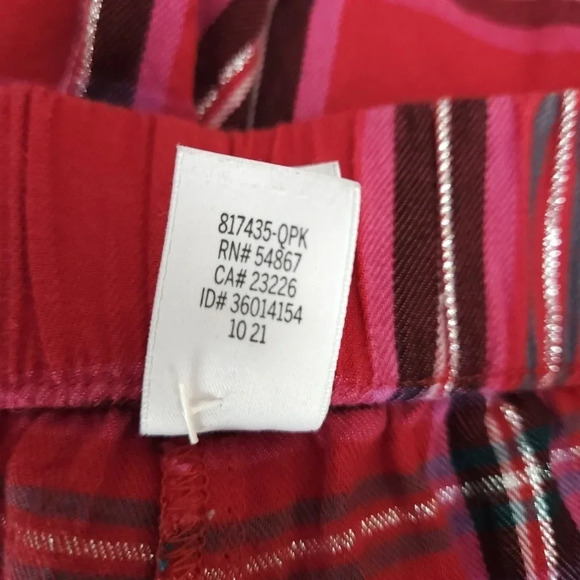 817435-QPK
RN# 54867
CA# 23226
ID# 36014154
10 21